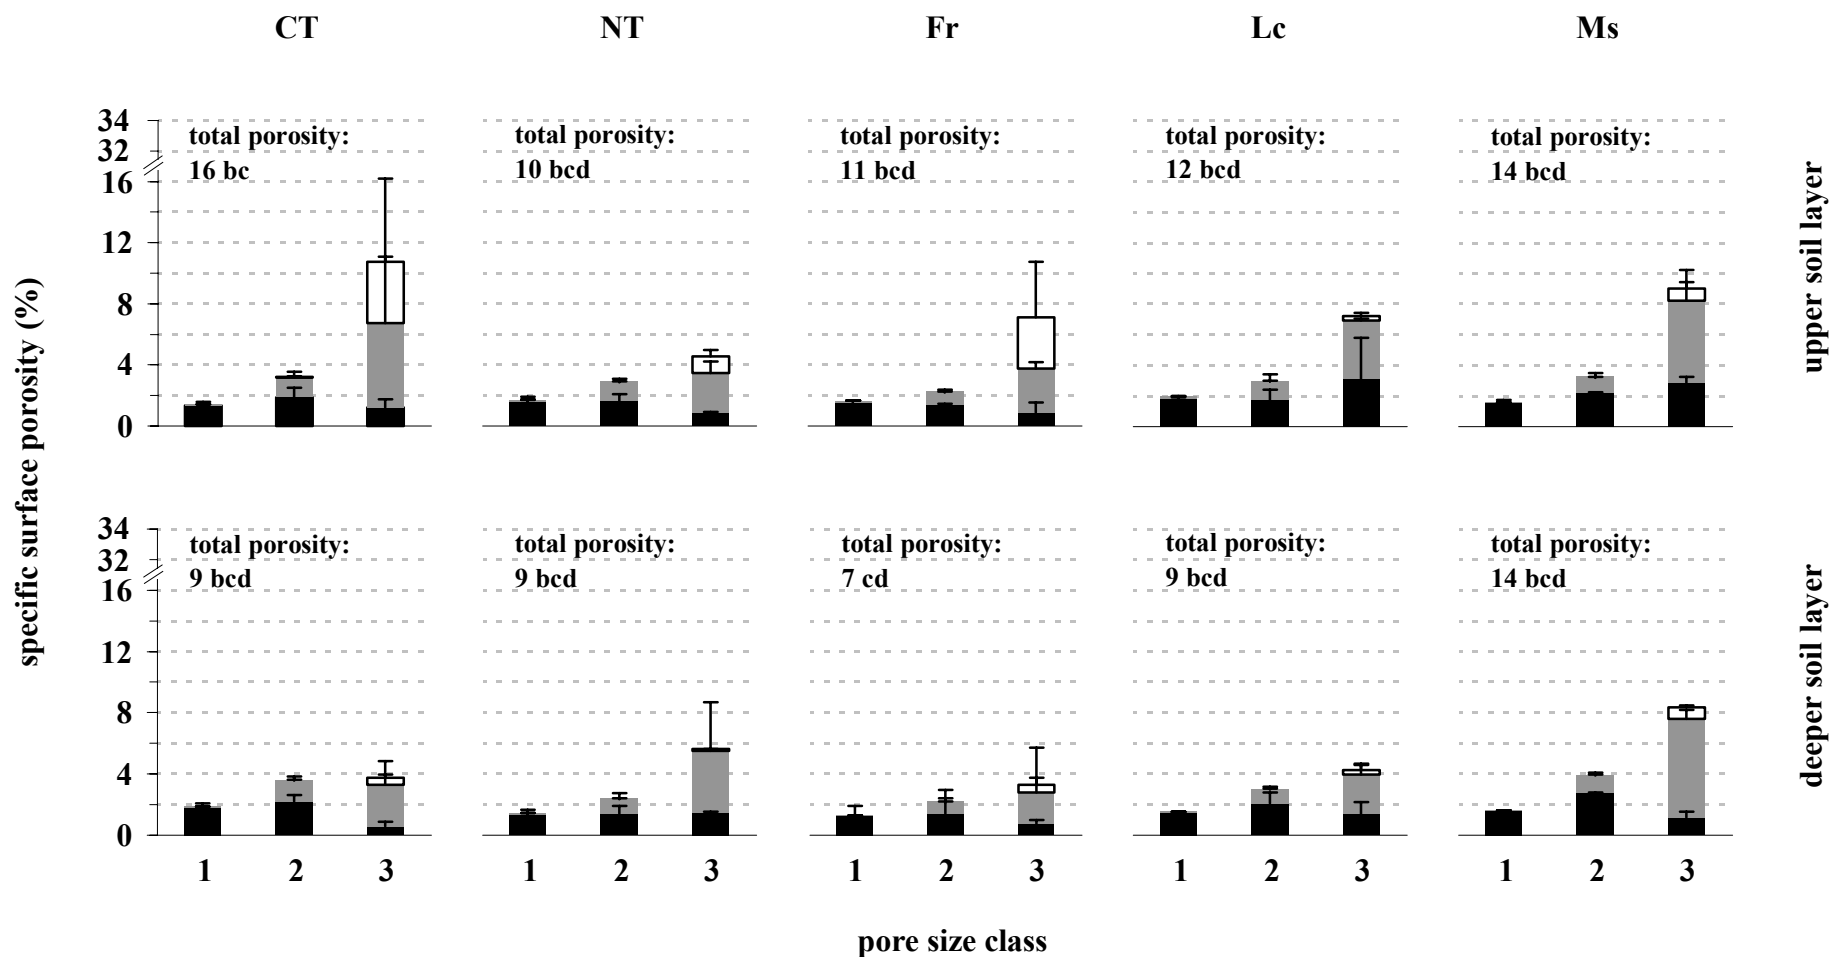 CT NT Fr Lc Ms
34
32
16
12
8
4
0
total porosity:
16 bc
total porosity:
10 bcd
total porosity:
11 bcd
total porosity:
12 bcd
total porosity:
14 bcd
upper soil layer
specific surface porosity (%)
34
32
16
12
8
4
0
total porosity:
9 bcd
total porosity:
9 bcd
total porosity:
7 cd
total porosity:
9 bcd
total porosity:
14 bcd
deeper soil layer
1 2 3 1 2 3 1 2 3 1 2 3 1 2 3
pore size class